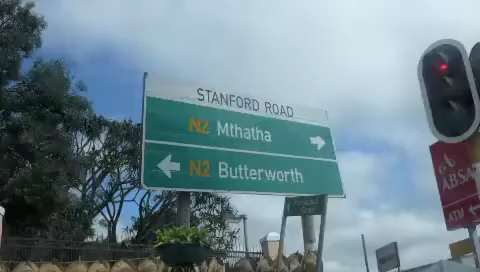 STANFORD ROAD
N2 Mthatha
N2 Butterworth
ABSA
ATM